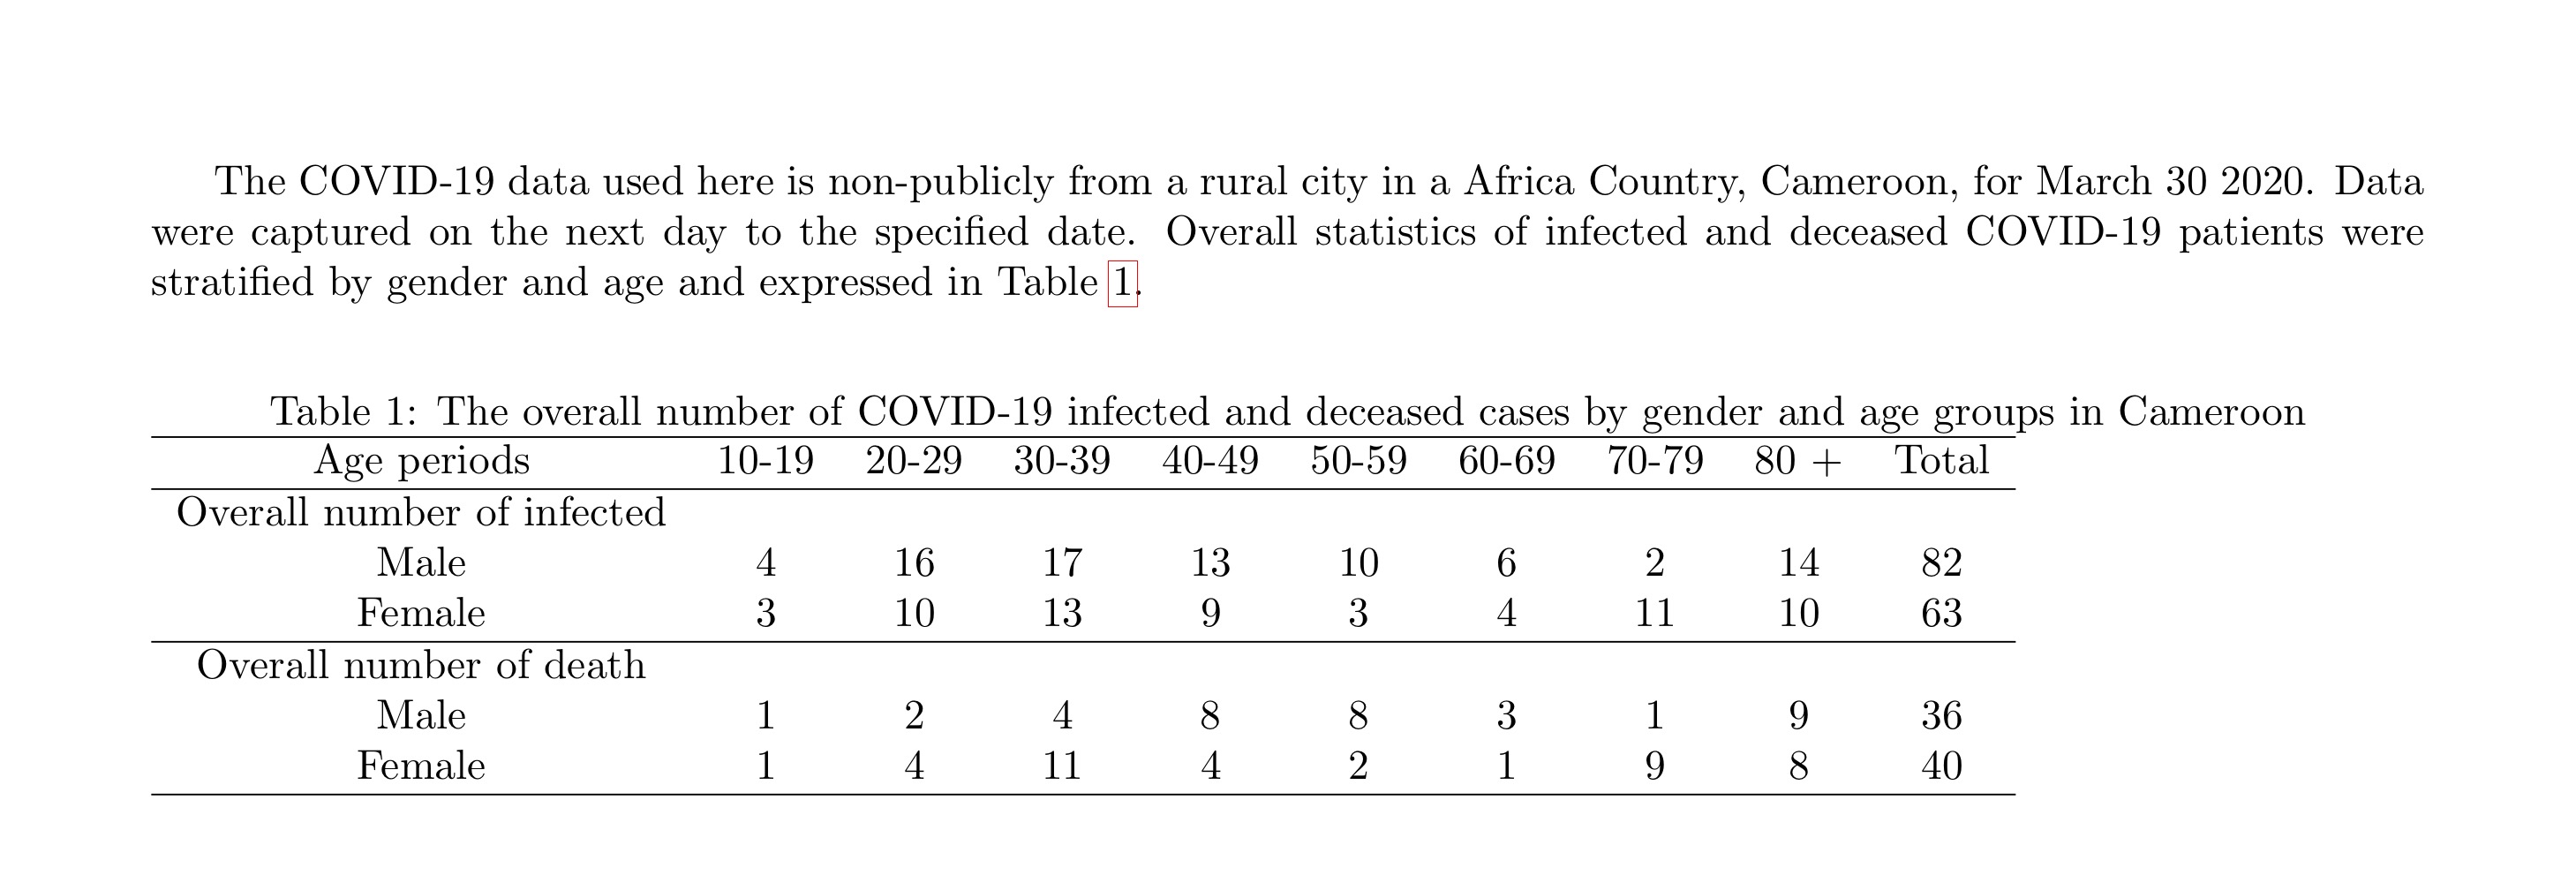 The COVID-19 data used here is non-publicly from a rural city in a Africa Country, Cameroon, for March 30 2020. Data
were captured on the next day to the specified date. Overall statistics of infected and deceased COVID-19 patients were
stratified by gender and age and expressed in Table 1.
Table 1: The overall number of COVID-19 infected and deceased cases by gender and age groups in Cameroon
Age periods 10-19 20-29 30-39 40-49 50-59 60-69 70-79 80 + Total
Overall number of infected
Male 4 16 17 13 10 6 2 14 82
Female 3 10 13 9 3 4 11 10 63
Overall number of death
Male 1 2 4 8 8 3 1 9 36
Female 1 4 11 4 2 1 9 8 40